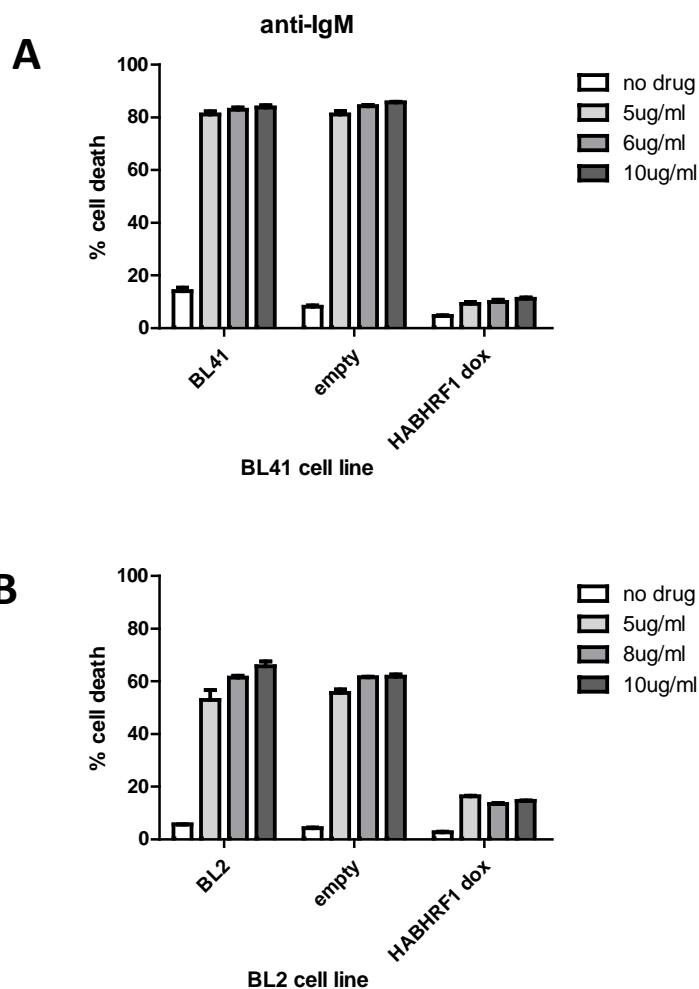 anti-IgM
A
100
80
60
40
20
0
% cell death
BL41
empty
HABHRF1 dox
BL41 cell line
no drug
5ug/ml
6ug/ml
10ug/ml
B
100
80
60
40
20
0
% cell death
BL2
empty
HABHRF1 dox
BL2 cell line
no drug
5ug/ml
8ug/ml
10ug/ml